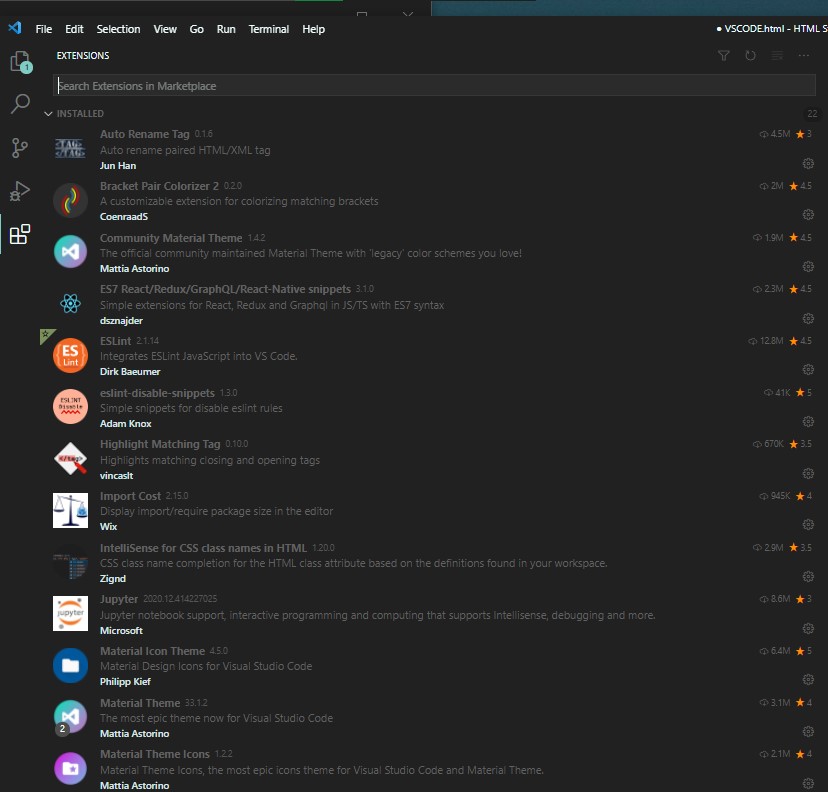 File Edit Selection View Go Run Terminal Help
● VSCODE.html - HTML S
EXTENSIONS
1
Search Extensions in Marketplace
INSTALLED 22
Auto Rename Tag 0.1.6 4.5M ★ 3
Auto rename paired HTML/XML tag
Jun Han
Bracket Pair Colorizer 2 0.2.0 2M ★ 4.5
A customizable extension for colorizing matching brackets
CoenraadS
Community Material Theme 1.4.2 1.9M ★ 4.5
The official community maintained Material Theme with 'legacy' color schemes you love!
Mattia Astorino
ES7 React/Redux/GraphQL/React-Native snippets 3.1.0 2.3M ★ 4.5
Simple extensions for React, Redux and Graphql in JS/TS with ES7 syntax
dsznajder
ES
Lint
ESLint 2.1.14 12.8M ★ 4.5
Integrates ESLint JavaScript into VS Code.
Dirk Baeumer
ESLINT
Disable
eslint-disable-snippets 1.3.0 41K ★ 5
Simple snippets for disable eslint rules
Adam Knox
Highlight Matching Tag 0.10.0 670K ★ 3.5
Highlights matching closing and opening tags
vincaslt
Import Cost 2.15.0 945K ★ 4
Display import/require package size in the editor
Wix
IntelliSense for CSS class names in HTML 1.20.0 2.9M ★ 3.5
CSS class name completion for the HTML class attribute based on the definitions found in your workspace.
Zignd
jupyter
Jupyter 2020.12.414227025 8.6M ★ 3
Jupyter notebook support, interactive programming and computing that supports Intellisense, debugging and more.
Microsoft
Material Icon Theme 4.5.0 6.4M ★ 5
Material Design Icons for Visual Studio Code
Philipp Kief
2
Material Theme 33.1.2 3.1M ★ 4
The most epic theme now for Visual Studio Code
Mattia Astorino
Material Theme Icons 1.2.2 2.1M ★ 4
Material Theme Icons, the most epic icons theme for Visual Studio Code and Material Theme.
Mattia Astorino